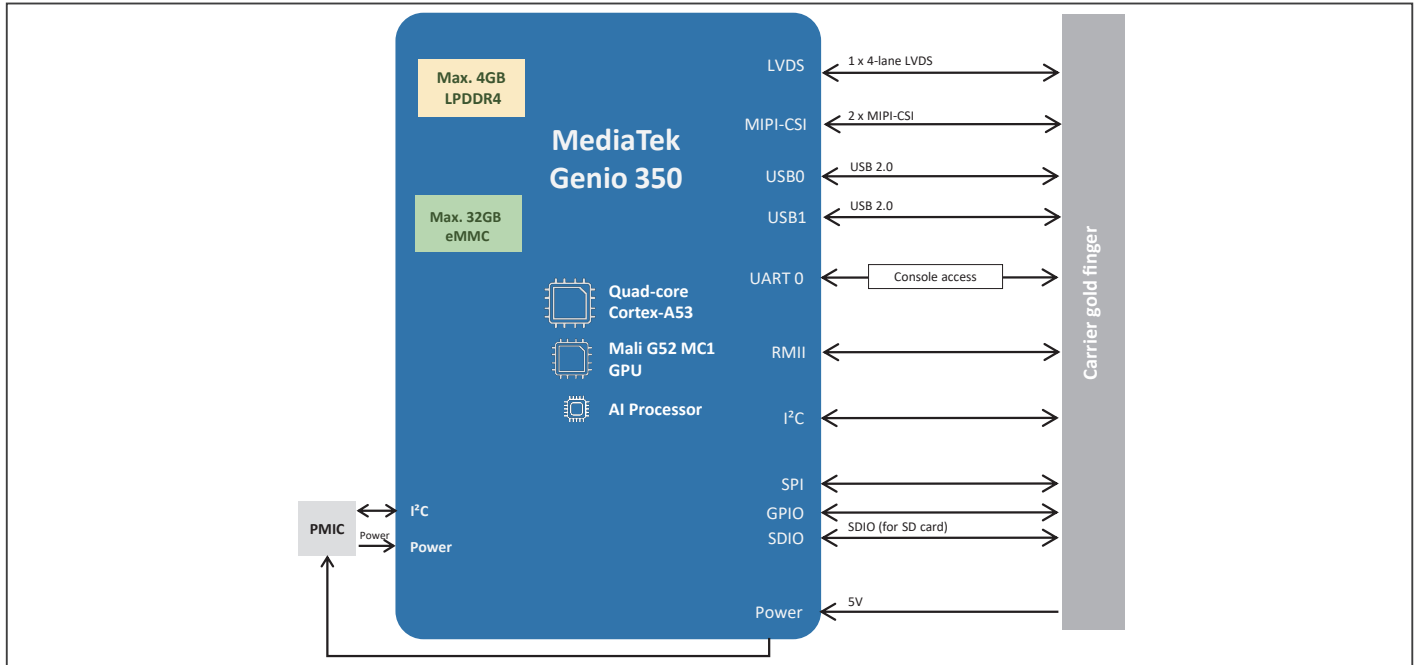 Max. 4GB
LPDDR4
MediaTek
Genio 350
Max. 32GB
eMMC
Quad-core
Cortex-A53
Mali G52 MC1
GPU
AI Processor
PMIC
I²C
Power
Power
LVDS
1 x 4-lane LVDS
MIPI-CSI
2 x MIPI-CSI
USB0
USB 2.0
USB1
USB 2.0
UART 0
Console access
RMII
I²C
SPI
GPIO
SDIO
SDIO (for SD card)
Power
5V
Carrier gold finger